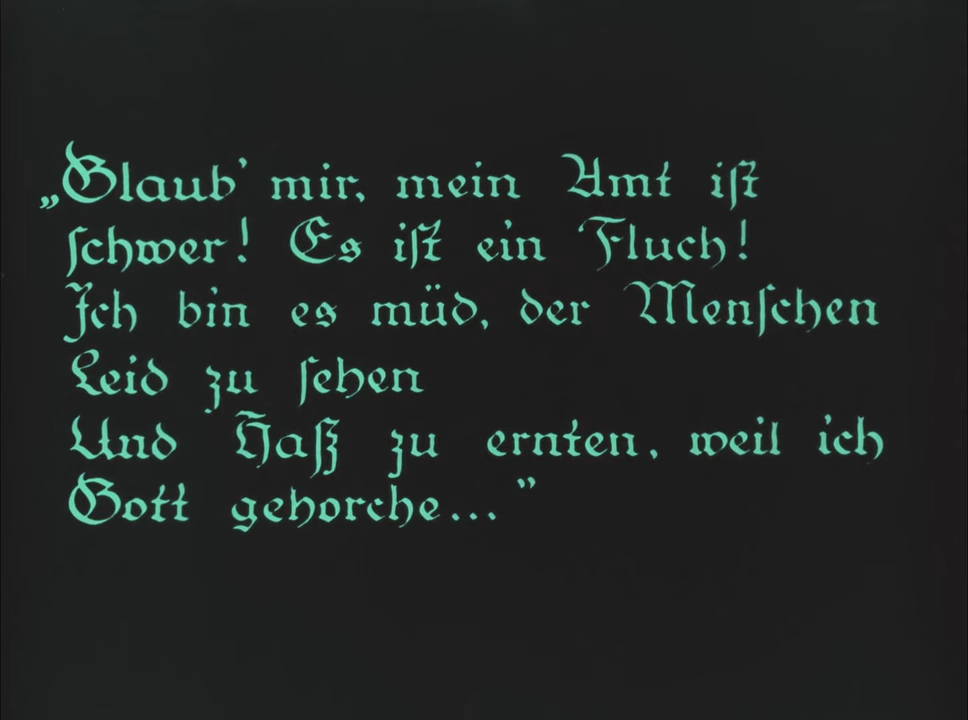 „Glaub’ mir, mein Amt iſt
ſchwer! Es iſt ein Fluch!
Ich bin es müd, der Menſchen
Leid zu ſehen
Und Haß zu ernten, weil ich
Gott gehorche...”